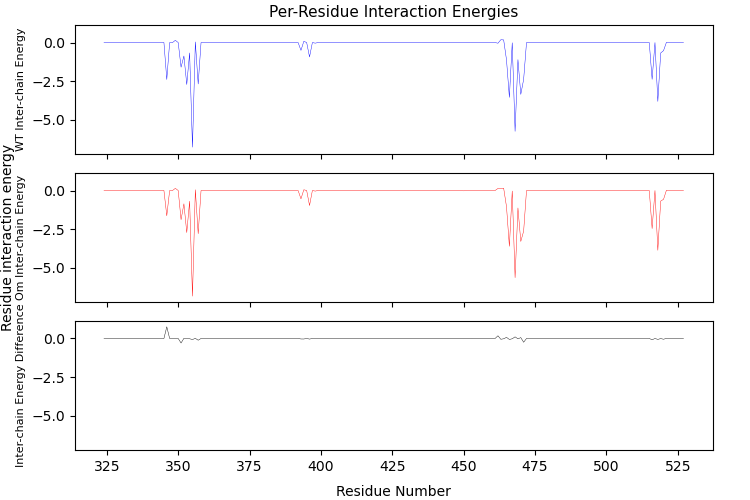 Per-Residue Interaction Energies
WT Inter-chain Energy
0.0
−2.5
−5.0
Residue interaction energy
Om Inter-chain Energy
0.0
−2.5
−5.0
Inter-chain Energy Difference
0.0
−2.5
−5.0
325 350 375 400 425 450 475 500 525
Residue Number